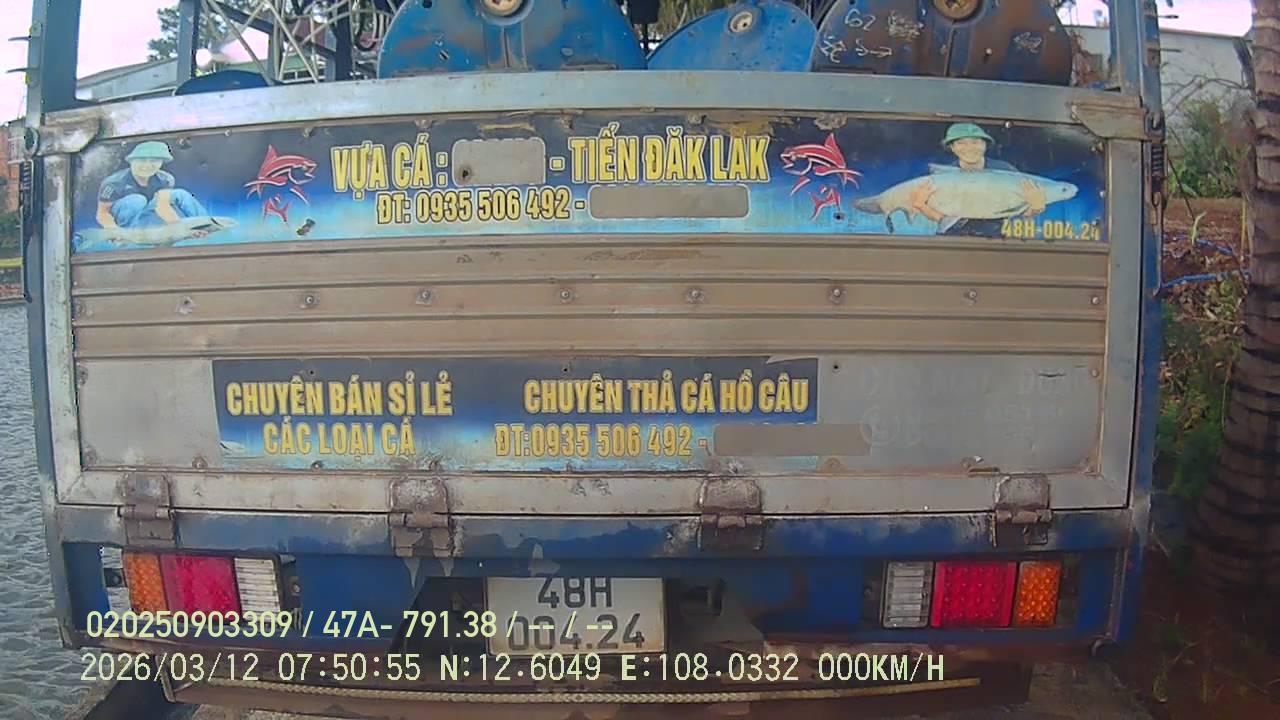 VỰA CÁ : - TIẾN ĐĂK LAK
ĐT: 0935 506 492 -
48H-004.24
CHUYÊN BÁN SỈ LẺ
CÁC LOẠI CÁ
CHUYÊN THẢ CÁ HỒ CÂU
ĐT:0935 506 492 -
48H
004.24
020250903309 / 47A- 791.38 / -- / --
2026/03/12 07:50:55 N:12.6049 E:108.0332 000KM/H